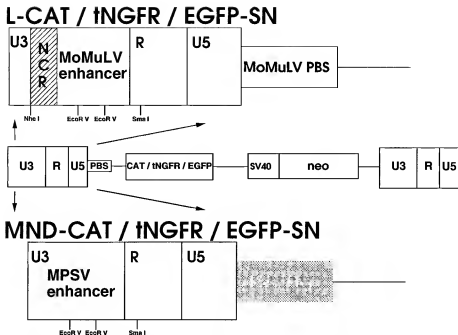 L-CAT / tNGFR / EGFP-SN
U3 NCR MoMuLV enhancer R U5 MoMuLV PBS
Nhe I EcoR V EcoR V Sma I
U3 R U5 PBS CAT / tNGFR / EGFP SV40 neo U3 R U5
MND-CAT / tNGFR / EGFP-SN
U3 MPSV enhancer R U5
EcoR V EcoR V Sma I